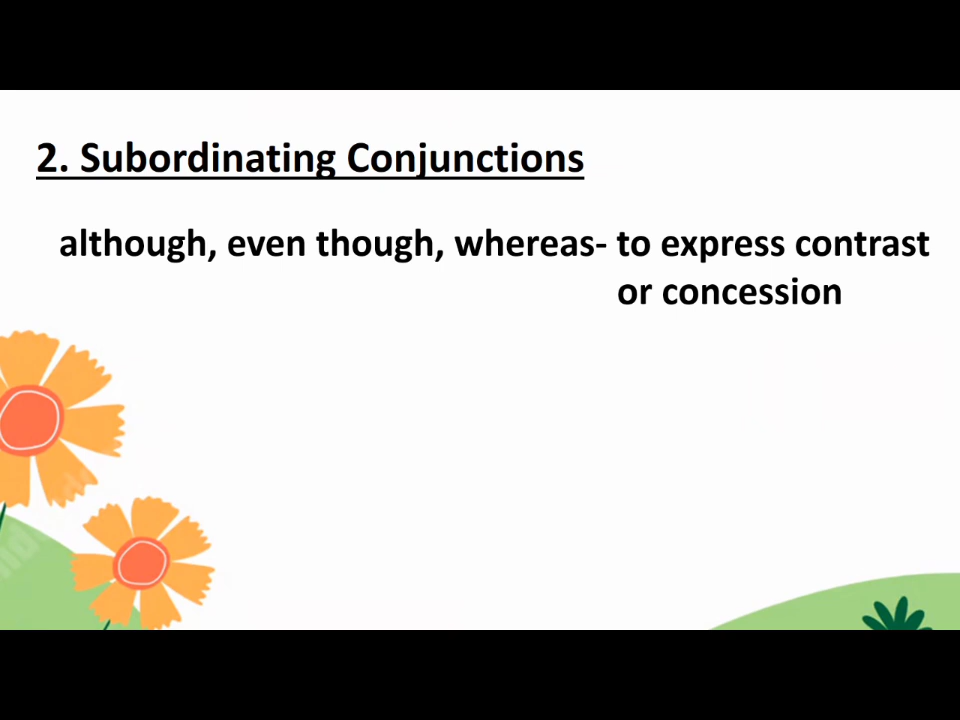 2. Subordinating Conjunctions
although, even though, whereas- to express contrast
or concession